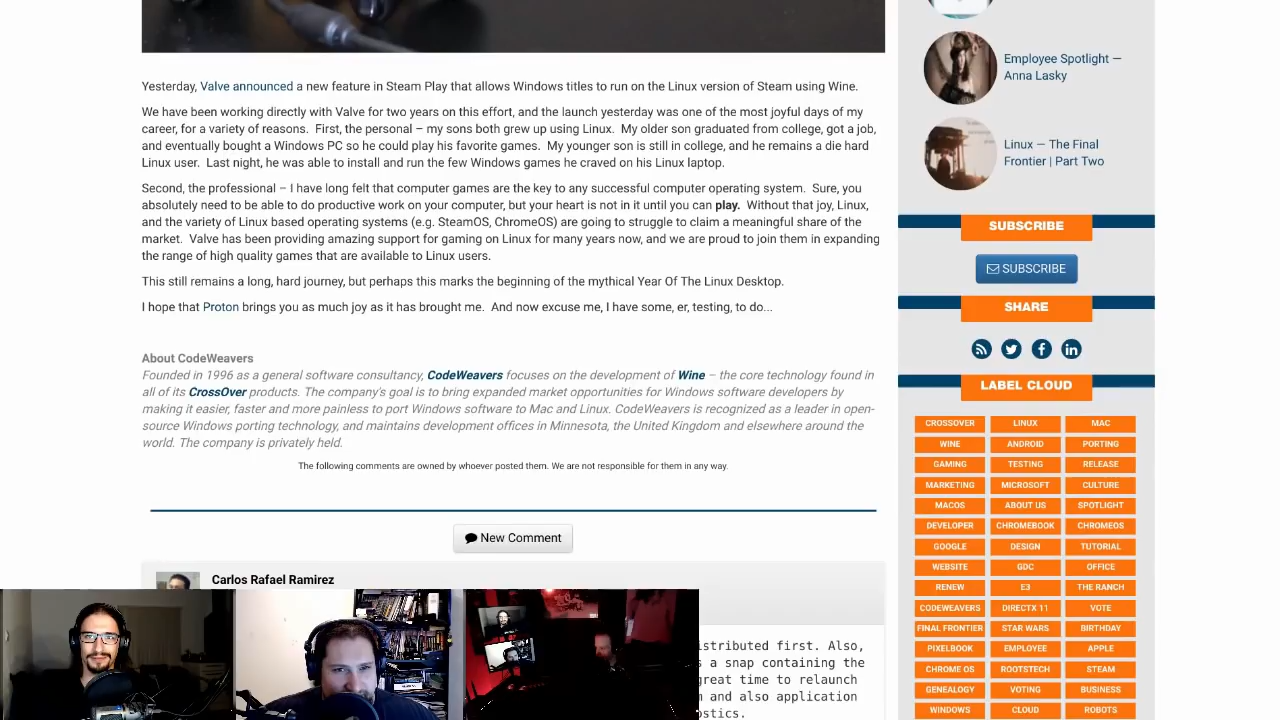 Yesterday, Valve announced a new feature in Steam Play that allows Windows titles to run on the Linux version of Steam using Wine.
We have been working directly with Valve for two years on this effort, and the launch yesterday was one of the most joyful days of my
career, for a variety of reasons. First, the personal – my sons both grew up using Linux. My older son graduated from college, got a job,
and eventually bought a Windows PC so he could play his favorite games. My younger son is still in college, and he remains a die hard
Linux user. Last night, he was able to install and run the few Windows games he craved on his Linux laptop.
Second, the professional – I have long felt that computer games are the key to any successful computer operating system. Sure, you
absolutely need to be able to do productive work on your computer, but your heart is not in it until you can play. Without that joy, Linux,
and the variety of Linux based operating systems (e.g. SteamOS, ChromeOS) are going to struggle to claim a meaningful share of the
market. Valve has been providing amazing support for gaming on Linux for many years now, and we are proud to join them in expanding
the range of high quality games that are available to Linux users.
This still remains a long, hard journey, but perhaps this marks the beginning of the mythical Year Of The Linux Desktop.
I hope that Proton brings you as much joy as it has brought me. And now excuse me, I have some, er, testing, to do...
About CodeWeavers
Founded in 1996 as a general software consultancy, CodeWeavers focuses on the development of Wine – the core technology found in
all of its CrossOver products. The company's goal is to bring expanded market opportunities for Windows software developers by
making it easier, faster and more painless to port Windows software to Mac and Linux. CodeWeavers is recognized as a leader in open-
source Windows porting technology, and maintains development offices in Minnesota, the United Kingdom and elsewhere around the
world. The company is privately held.
The following comments are owned by whoever posted them. We are not responsible for them in any way.
New Comment
Carlos Rafael Ramirez
istributed first. Also,
s a snap containing the
great time to relaunch
and also application
ostics.
Employee Spotlight —
Anna Lasky
Linux — The Final
Frontier | Part Two
SUBSCRIBE
SUBSCRIBE
SHARE
LABEL CLOUD
CROSSOVER LINUX MAC
WINE ANDROID PORTING
GAMING TESTING RELEASE
MARKETING MICROSOFT CULTURE
MACOS ABOUT US SPOTLIGHT
DEVELOPER CHROMEBOOK CHROMEOS
GOOGLE DESIGN TUTORIAL
WEBSITE GDC OFFICE
RENEW E3 THE RANCH
CODEWEAVERS DIRECTX 11 VOTE
FINAL FRONTIER STAR WARS BIRTHDAY
PIXELBOOK EMPLOYEE APPLE
CHROME OS ROOTSTECH STEAM
GENEALOGY VOTING BUSINESS
WINDOWS CLOUD ROBOTS